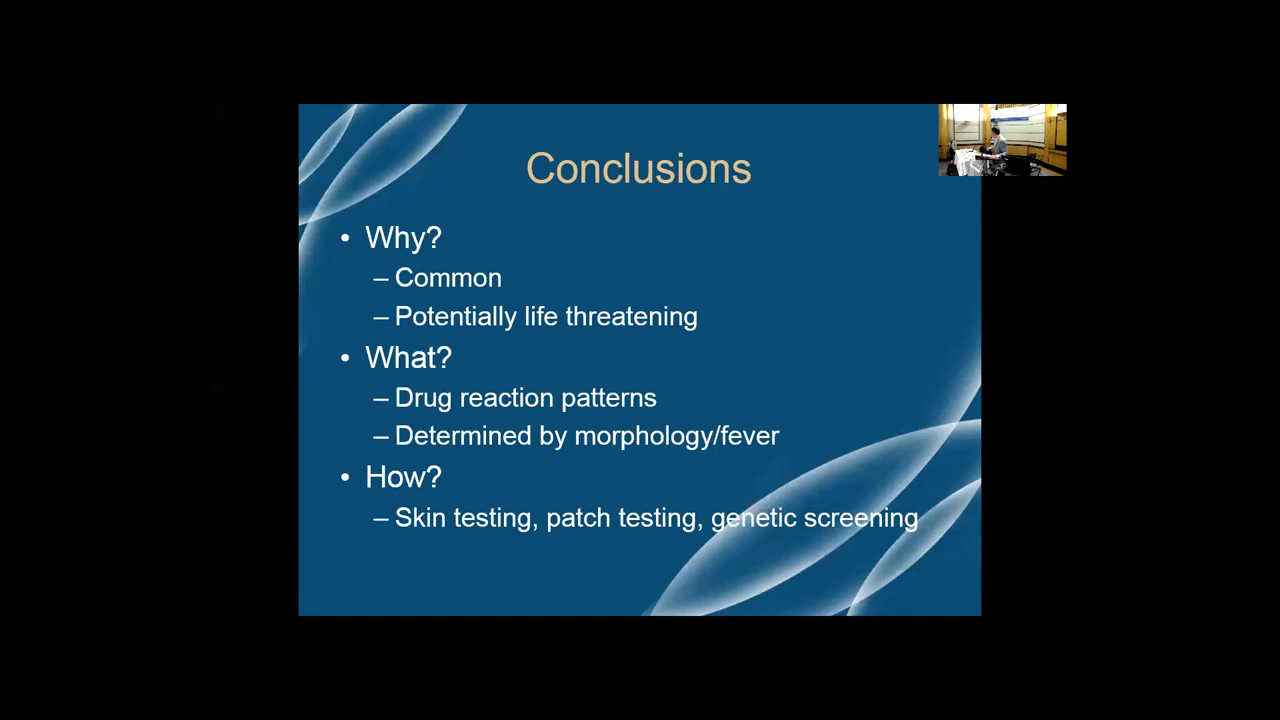 Conclusions
• Why?
– Common
– Potentially life threatening
• What?
– Drug reaction patterns
– Determined by morphology/fever
• How?
– Skin testing, patch testing, genetic screening